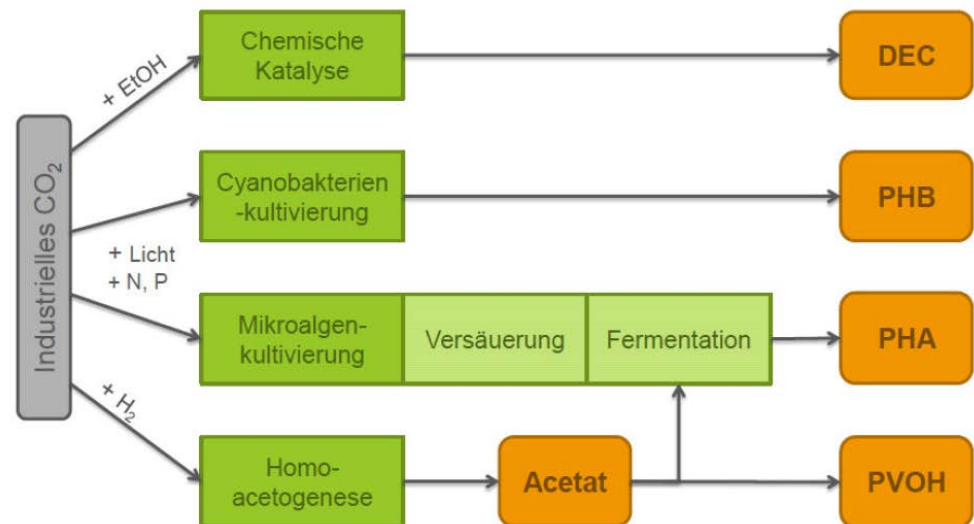 Industrielles CO₂
+ EtOH
Chemische
Katalyse
DEC
Cyanobakterien
-kultivierung
PHB
+ Licht
+ N, P
Mikroalgen-
kultivierung
Versäuerung
Fermentation
PHA
+ H₂
Homo-
acetogenese
Acetat
PVOH